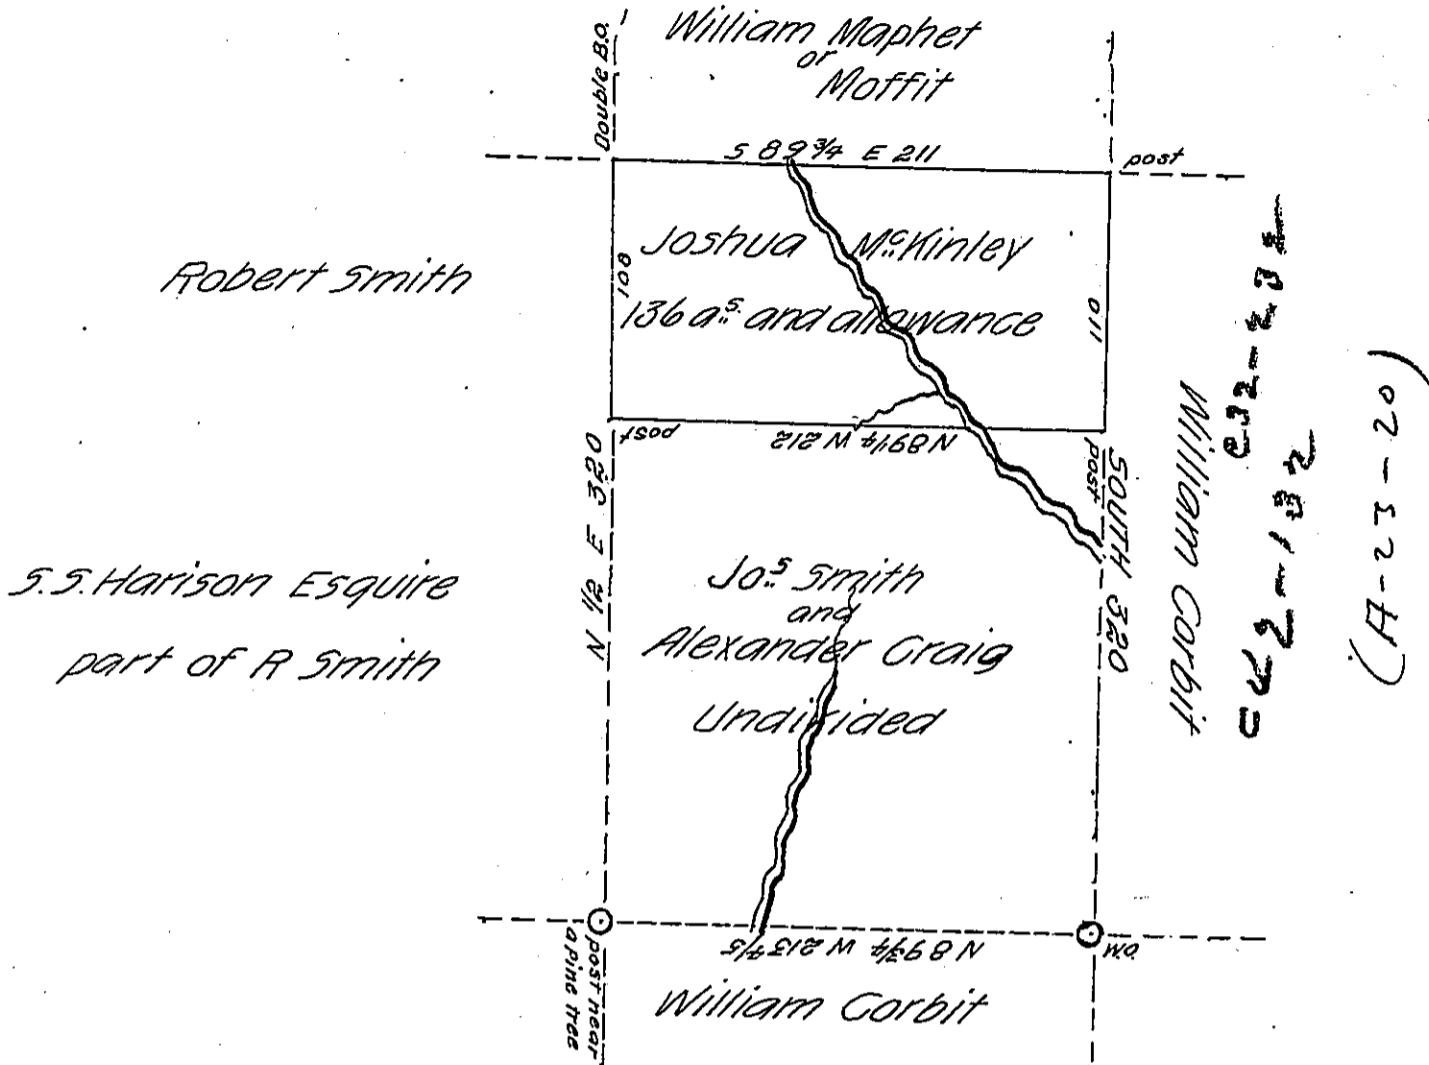 William Maphet
or
Moffit
Double B.O.
S 89 3/4 E 211
post
Robert Smith
108
Joshua McKinley
136 a.s and allowance
110
post
N 89 1/4 W 212
post
N 1/2 E 320
SOUTH 320
William Corbit
(A-23-20)
S.S. Harison Esquire
part of R Smith
Jos Smith
and
Alexander Craig
Undivided
N 89 3/4 W 213 4/5
O.M.
post near
a pine tree
William Corbit